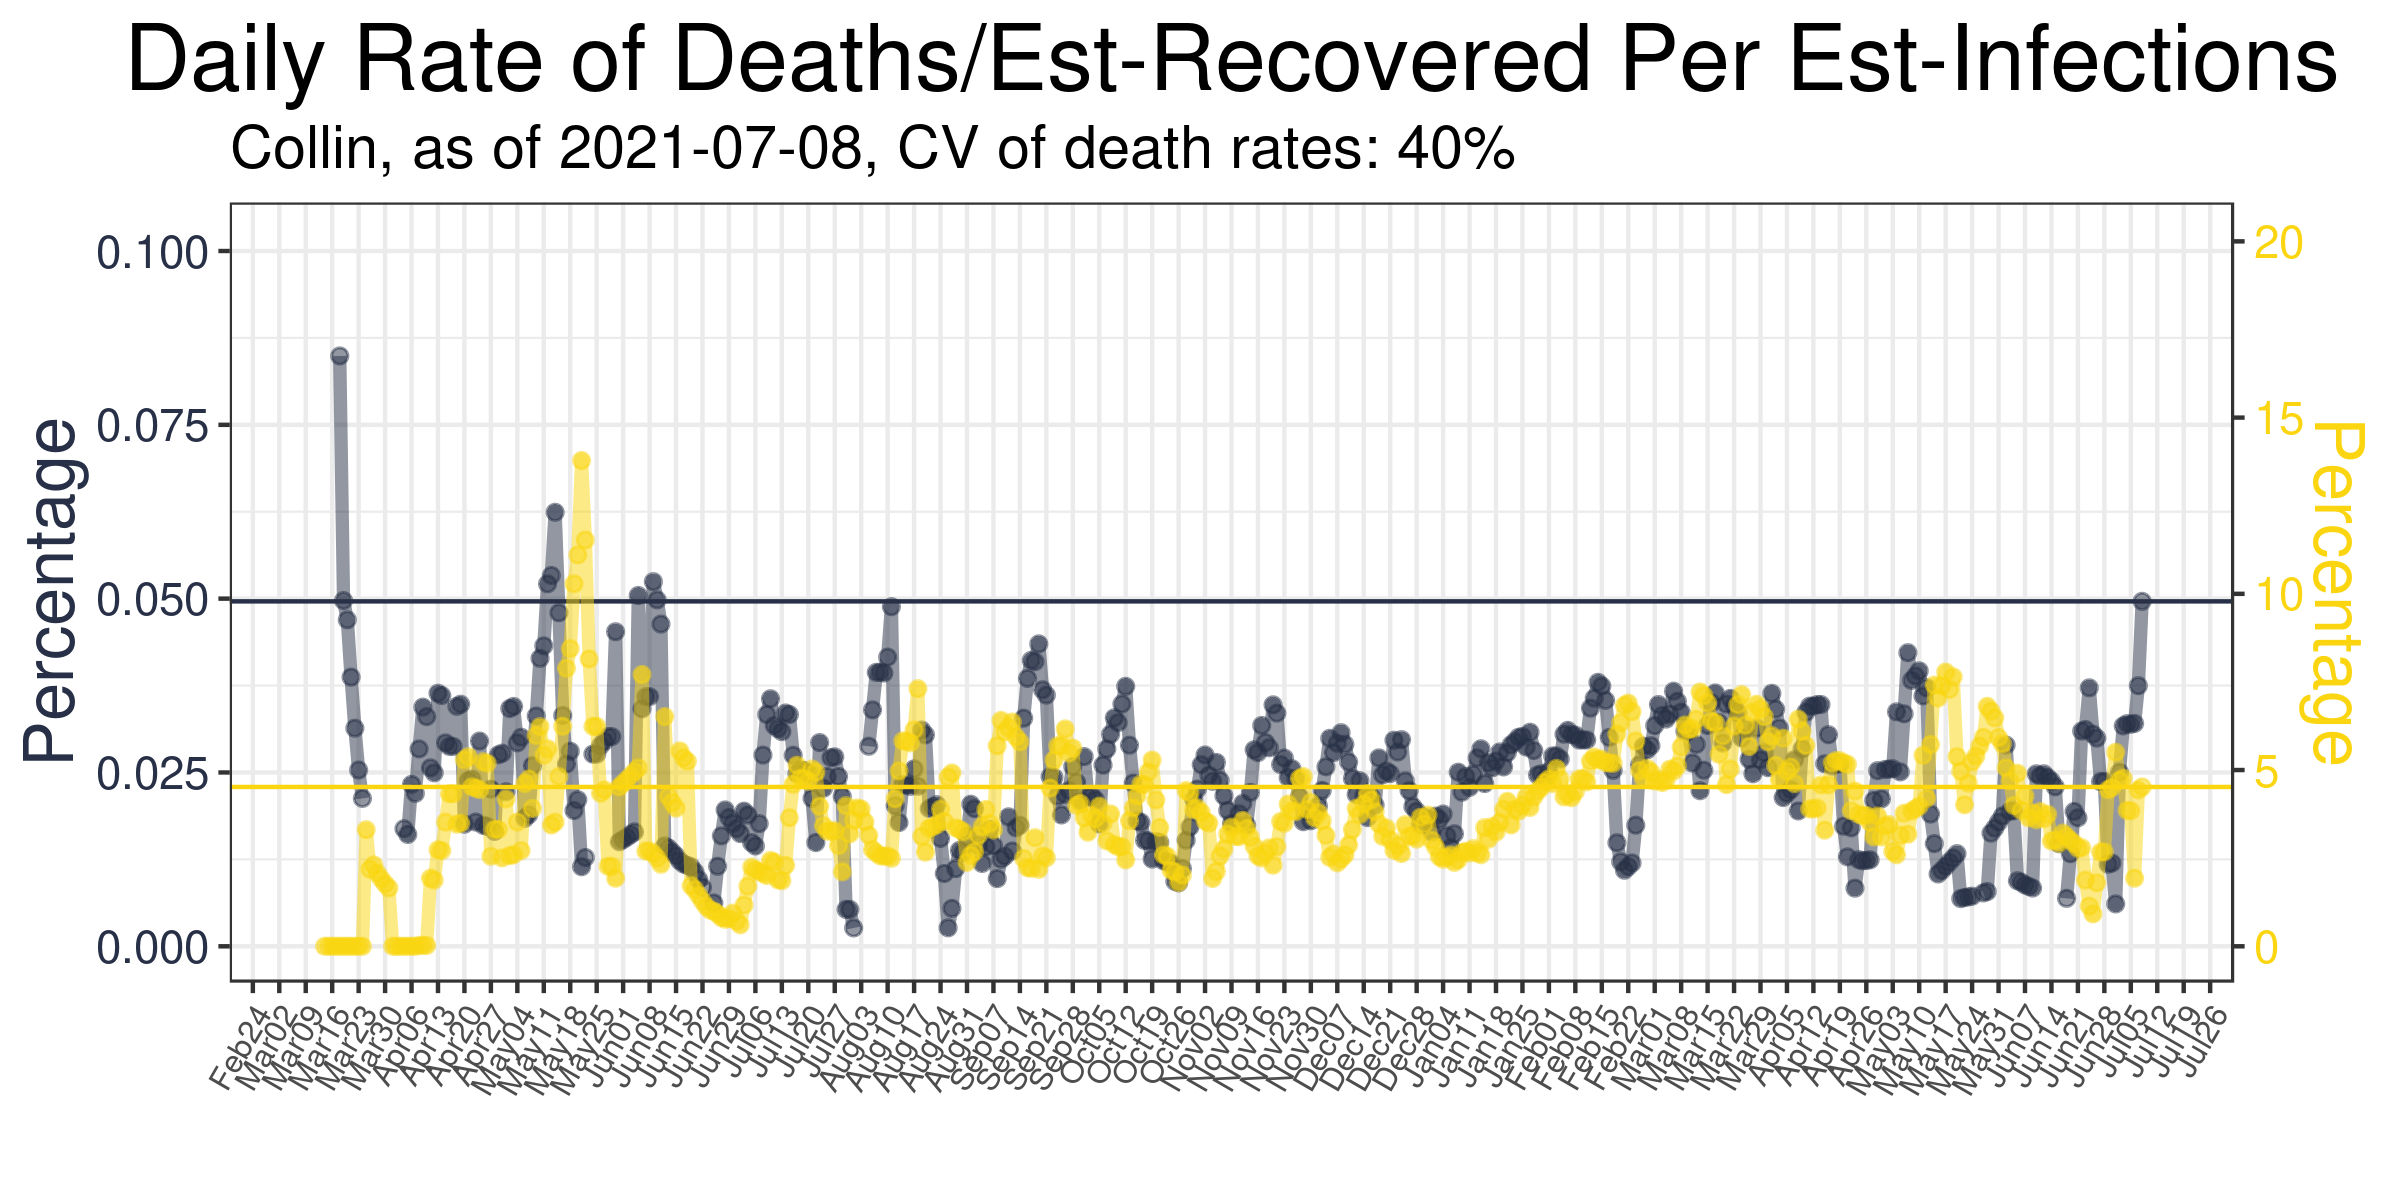 Daily Rate of Deaths/Est-Recovered Per Est-Infections
Collin, as of 2021-07-08, CV of death rates: 40%
Percentage
0.100
0.075
0.050
0.025
0.000
20
15
10
5
0
Percentage
Feb24
Mar02
Mar09
Mar16
Mar23
Mar30
Apr06
Apr13
Apr20
Apr27
May04
May11
May18
May25
Jun01
Jun08
Jun15
Jun22
Jun29
Jul06
Jul13
Jul20
Jul27
Aug03
Aug10
Aug17
Aug24
Aug31
Sep07
Sep14
Sep21
Sep28
Oct05
Oct12
Oct19
Oct26
Nov02
Nov09
Nov16
Nov23
Nov30
Dec07
Dec14
Dec21
Dec28
Jan04
Jan11
Jan18
Jan25
Feb01
Feb08
Feb15
Feb22
Mar01
Mar08
Mar15
Mar22
Mar29
Apr05
Apr12
Apr19
Apr26
May03
May10
May17
May24
May31
Jun07
Jun14
Jun21
Jun28
Jul05
Jul12
Jul19
Jul26